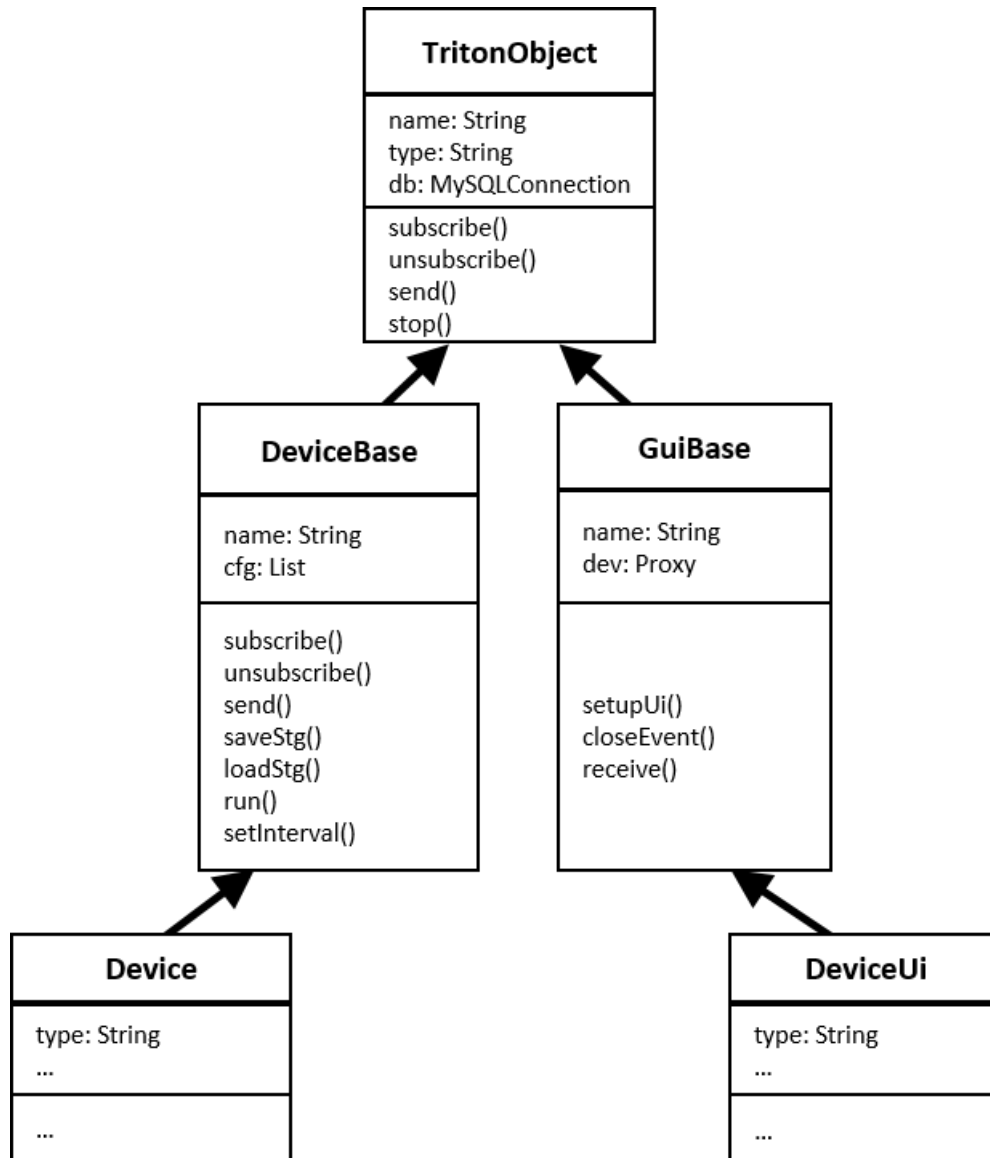 TritonObject
name: String
type: String
db: MySQLConnection
subscribe()
unsubscribe()
send()
stop()
DeviceBase
name: String
cfg: List
subscribe()
unsubscribe()
send()
saveStg()
loadStg()
run()
setInterval()
GuiBase
name: String
dev: Proxy
setupUi()
closeEvent()
receive()
Device
type: String
...
...
DeviceUi
type: String
...
...